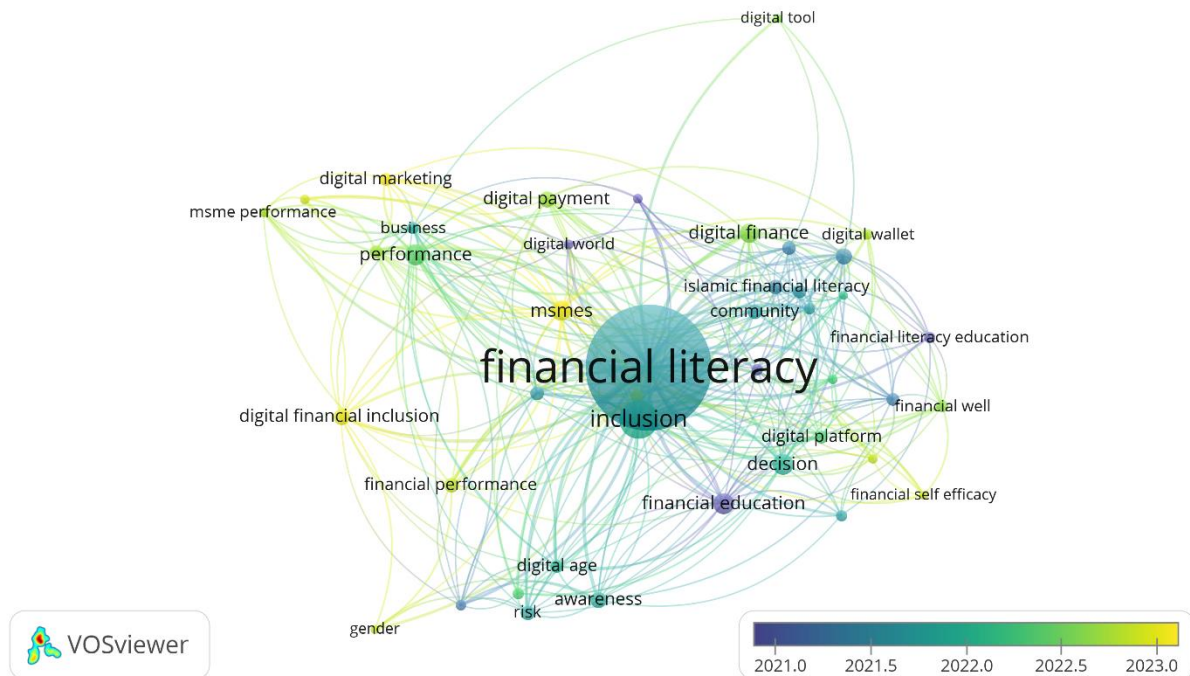 digital tool
digital marketing
digital payment
msme performance
business
digital finance
digital wallet
digital world
performance
islamic financial literacy
msmes
community
financial literacy education
financial literacy
financial well
inclusion
digital financial inclusion
digital platform
decision
financial performance
financial self efficacy
financial education
digital age
awareness
risk
gender
VOSviewer
2021.0 2021.5 2022.0 2022.5 2023.0